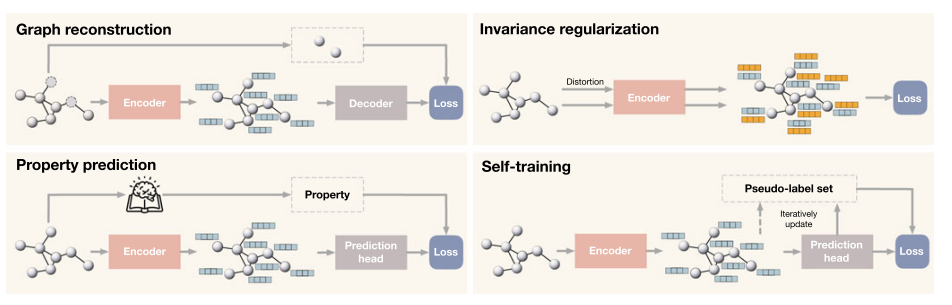 Graph reconstruction
Encoder
Decoder
Loss
Invariance regularization
Distortion
Encoder
Loss
Property prediction
Property
Encoder
Prediction
head
Loss
Self-training
Pseudo-label set
Iteratively
update
Encoder
Prediction
head
Loss